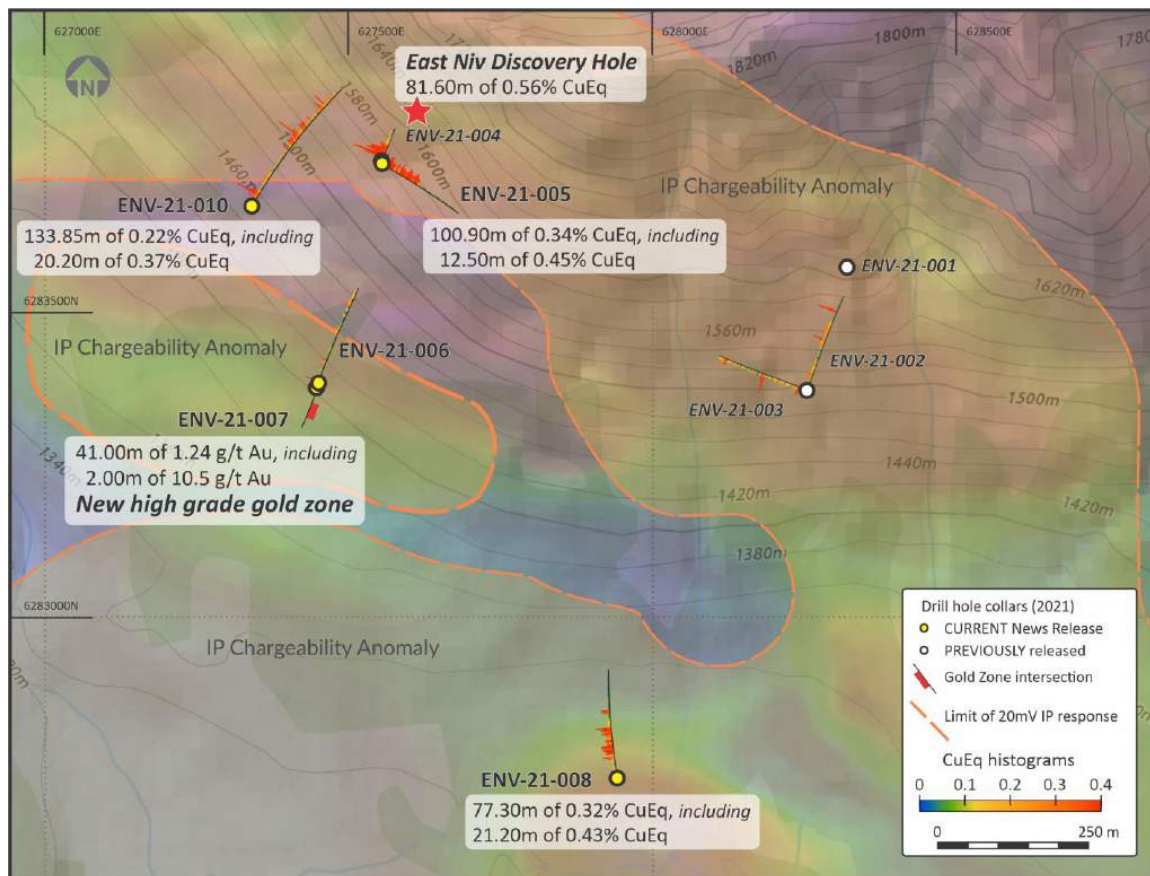 627000E
627500E
628000E
628500E
N
East Niv Discovery Hole
81.60m of 0.56% CuEq
1640m
1820m
1800m
1780m
580m
ENV-21-004
1460m
1600m
ENV-21-005
IP Chargeability Anomaly
ENV-21-010
133.85m of 0.22% CuEq, including
20.20m of 0.37% CuEq
100.90m of 0.34% CuEq, including
12.50m of 0.45% CuEq
ENV-21-001
1620m
6283500N
1560m
IP Chargeability Anomaly
ENV-21-006
ENV-21-002
ENV-21-003
1500m
ENV-21-007
41.00m of 1.24 g/t Au, including
2.00m of 10.5 g/t Au
New high grade gold zone
1340m
1440m
1420m
1420m
1380m
6283000N
IP Chargeability Anomaly
Drill hole collars (2021)
CURRENT News Release
PREVIOUSLY released
Gold Zone intersection
Limit of 20mV IP response
CuEq histograms
0 0.1 0.2 0.3 0.4
0 250 m
ENV-21-008
77.30m of 0.32% CuEq, including
21.20m of 0.43% CuEq